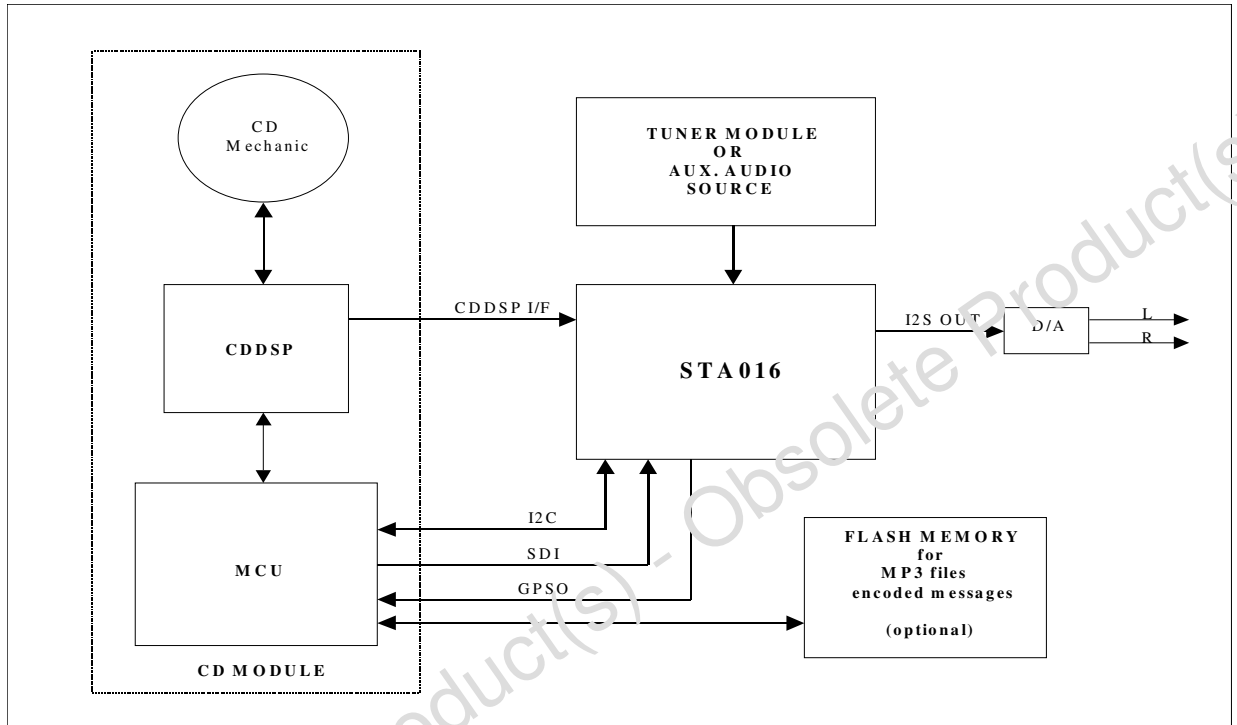 CD
Mechanic
TUNER MODULE
OR
AUX. AUDIO
SOURCE
CDDSP I/F
CDDSP
STA016
I2S OUT
D/A
L
R
I2C
SDI
GPSO
MCU
FLASH MEMORY
for
MP3 files
encoded messages
(optional)
CD MODULE
oduct(s) - Obsolete Product(s)